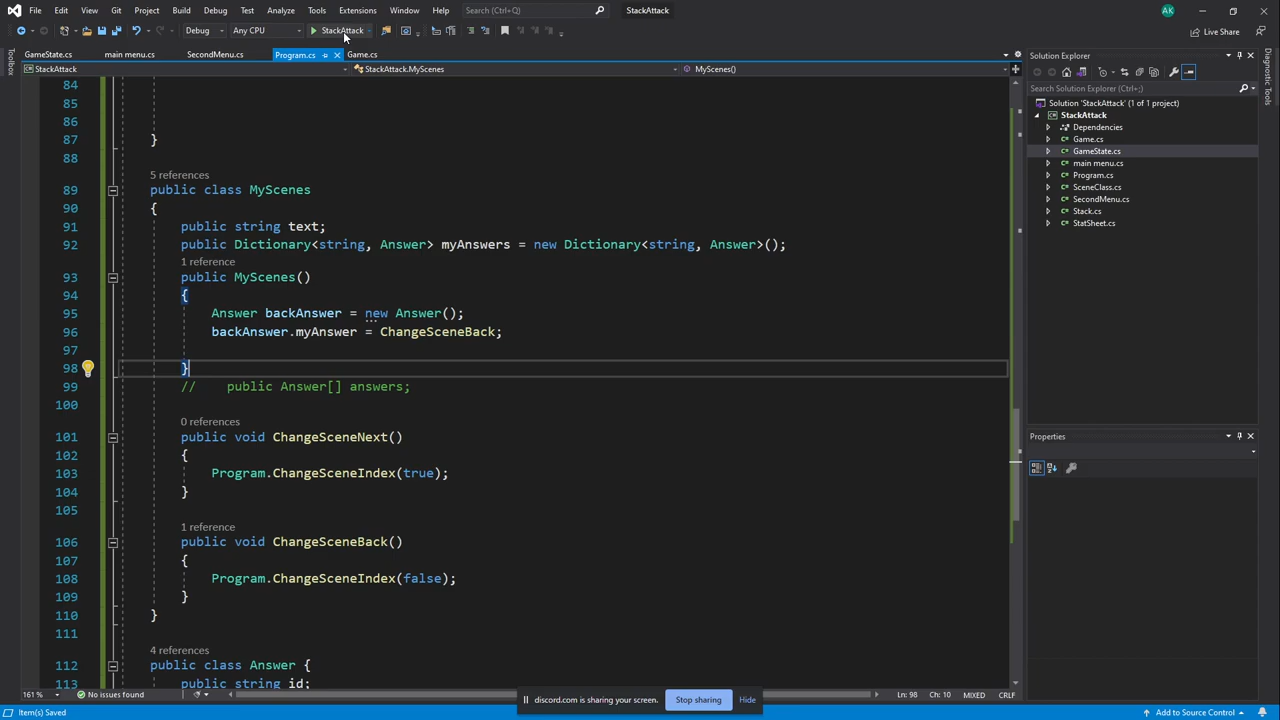 File Edit View Git Project Build Debug Test Analyze Tools Extensions Window Help Search (Ctrl+Q) StackAttack AK
Debug Any CPU StackAttack Live Share
GameState.cs main menu.cs SecondMenu.cs Program.cs Game.cs
StackAttack StackAttack.MyScenes MyScenes()
Toolbox
Diagnostic Tools
84
85
86
87 }
88
5 references
89 public class MyScenes
90 {
91 public string text;
92 public Dictionary<string, Answer> myAnswers = new Dictionary<string, Answer>();
1 reference
93 public MyScenes()
94 {
95 Answer backAnswer = new Answer();
96 backAnswer.myAnswer = ChangeSceneBack;
97
98 }
99 // public Answer[] answers;
100
0 references
101 public void ChangeSceneNext()
102 {
103 Program.ChangeSceneIndex(true);
104 }
105
1 reference
106 public void ChangeSceneBack()
107 {
108 Program.ChangeSceneIndex(false);
109 }
110 }
111
4 references
112 public class Answer {
113 public string id;
Solution Explorer
Search Solution Explorer (Ctrl+;)
Solution 'StackAttack' (1 of 1 project)
StackAttack
Dependencies
Game.cs
GameState.cs
main menu.cs
Program.cs
SceneClass.cs
SecondMenu.cs
Stack.cs
StatSheet.cs
Properties
161 % No issues found Ln: 98 Ch: 10 MIXED CRLF
discord.com is sharing your screen. Stop sharing Hide
Item(s) Saved Add to Source Control